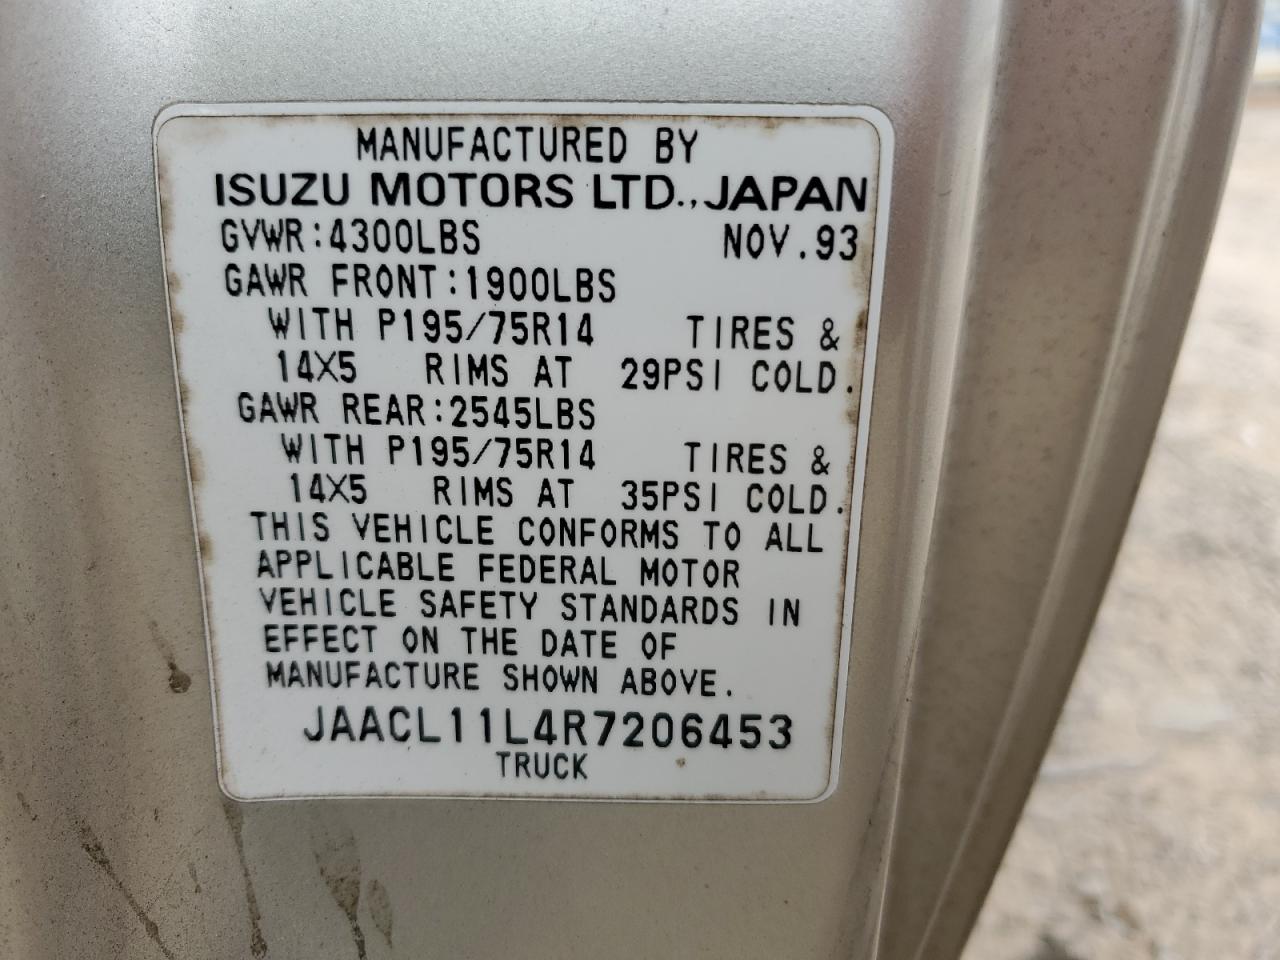 MANUFACTURED BY
ISUZU MOTORS LTD., JAPAN
GVWR:4300LBS NOV.93
GAWR FRONT:1900LBS
WITH P195/75R14 TIRES &
14X5 RIMS AT 29PSI COLD.
GAWR REAR:2545LBS
WITH P195/75R14 TIRES &
14X5 RIMS AT 35PSI COLD.
THIS VEHICLE CONFORMS TO ALL
APPLICABLE FEDERAL MOTOR
VEHICLE SAFETY STANDARDS IN
EFFECT ON THE DATE OF
MANUFACTURE SHOWN ABOVE.
JAACL11L4R7206453
TRUCK